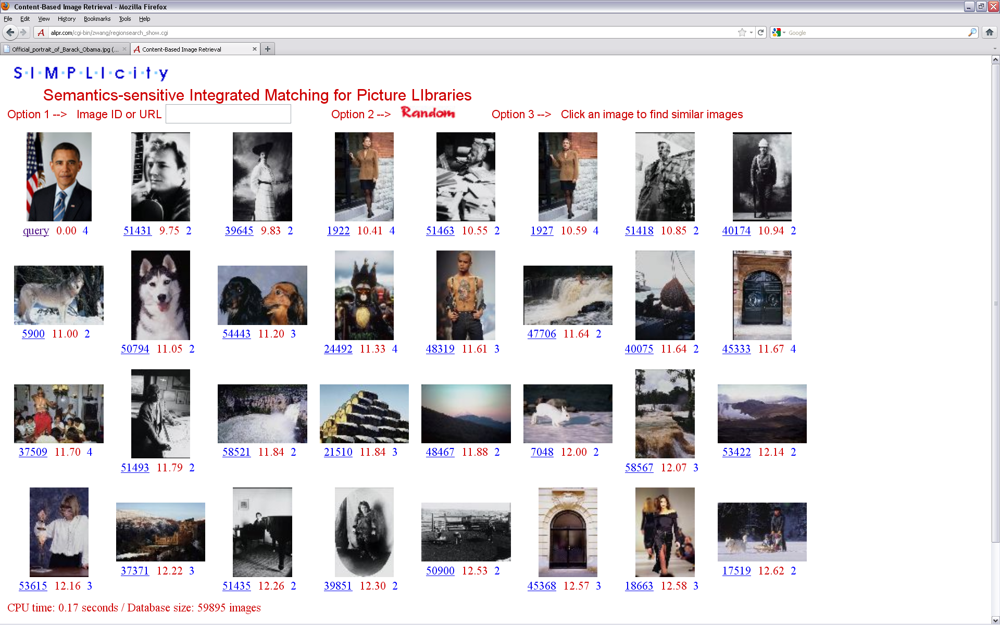 Content-Based Image Retrieval - Mozilla Firefox
File Edit View History Bookmarks Tools Help
alipr.com/cgi-bin/zwang/regionsearch_show.cgi
Google
Official_portrait_of_Barack_Obama.jpg (...
Content-Based Image Retrieval
S·I·M·P·L·I·c·i·t·y
Semantics-sensitive Integrated Matching for Picture LIbraries
Option 1 --> Image ID or URL Option 2 --> Random Option 3 --> Click an image to find similar images
query 0.00 4 51431 9.75 2 39645 9.83 2 1922 10.41 4 51463 10.55 2 1927 10.59 4 51418 10.85 2 40174 10.94 2
5900 11.00 2 54443 11.20 3 47706 11.64 2
50794 11.05 2 24492 11.33 4 48319 11.61 3 40075 11.64 2 45333 11.67 4
37509 11.70 4 58521 11.84 2 21510 11.84 3 48467 11.88 2 7048 12.00 2 53422 12.14 2
51493 11.79 2 58567 12.07 3
37371 12.22 3 50900 12.53 2 17519 12.62 2
53615 12.16 3 51435 12.26 2 39851 12.30 2 45368 12.57 3 18663 12.58 3
CPU time: 0.17 seconds / Database size: 59895 images